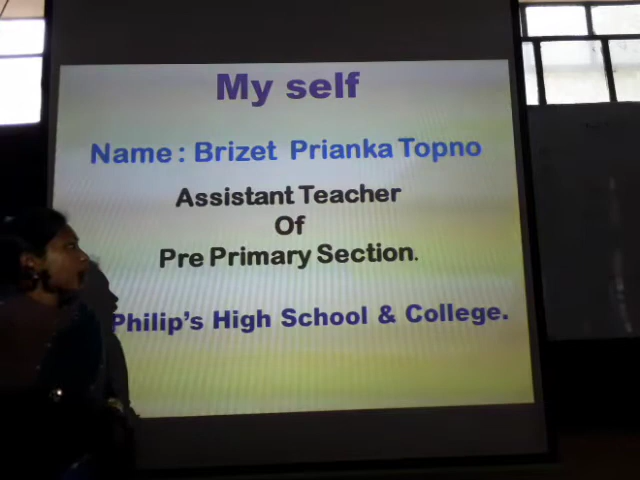 My self
Name : Brizet Prianka Topno
Assistant Teacher
Of
Pre Primary Section.
Philip's High School & College.